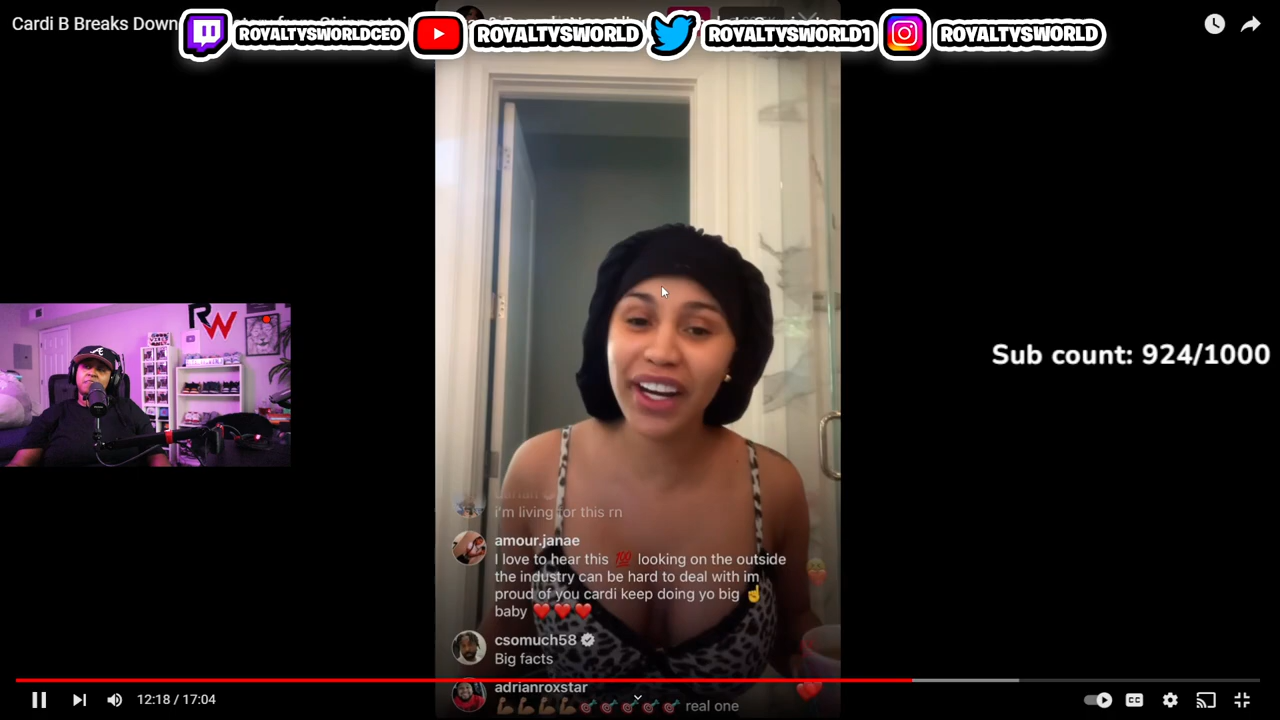 Cardi B Breaks Down
ROYALTYSWORLDCEO
ROYALTYSWORLD
ROYALTYSWORLD1
ROYALTYSWORLD
RW
Sub count: 924/1000
i'm living for this rn
amour.janae
I love to hear this 💯 looking on the outside
the industry can be hard to deal with im
proud of you cardi keep doing yo big ☝
baby ❤️❤️❤️
csomuch58
Big facts
adrianroxstar
💪🏾💪🏾💪🏾💪🏾🎯🎯🎯🎯🎯 real one
12:18 / 17:04
CC